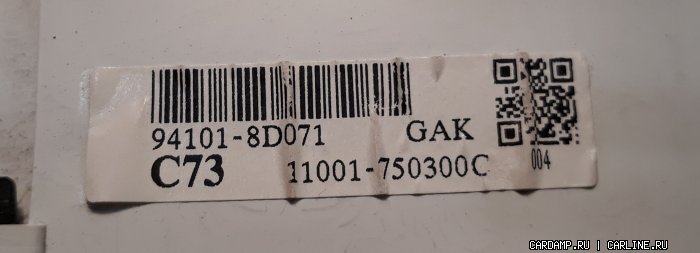 94101-8D071 GAK
C73 11001-750300C 004
CARDAMP.RU | CARLINE.RU